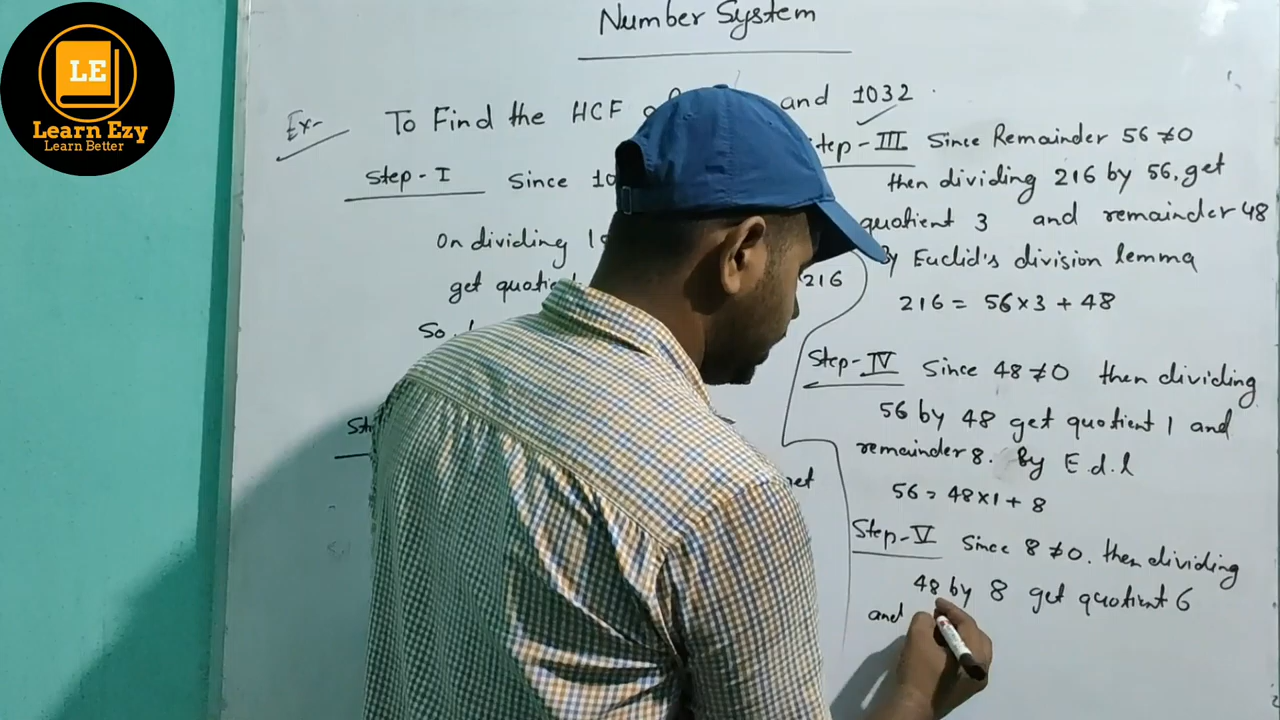 LE
Learn Ezy
Learn Better
Number System
Ex-
To Find the HCF and 1032
Step-I Since 10
On dividing
get 216
So
get
Step-III Since Remainder 56 ≠ 0
then dividing 216 by 56, get
quotient 3 and remainder 48
By Euclid's division lemma
216 = 56×3 + 48
Step-IV Since 48 ≠ 0 then dividing
56 by 48 get quotient 1 and
remainder 8. By E.d.l
56 = 48×1 + 8
Step-V Since 8 ≠ 0. then dividing
48 by 8 get quotient 6
and